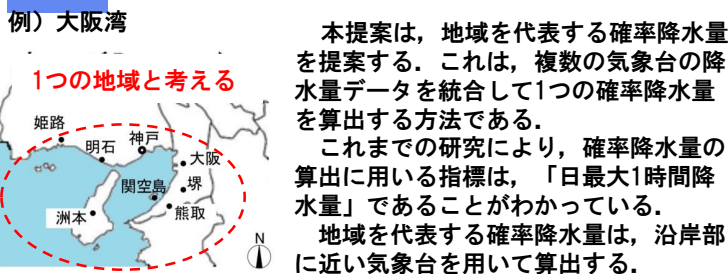 例）大阪湾
1つの地域と考える
姫路
明石
神戸
大阪
関空島
堺
洲本
熊取
N
本提案は，地域を代表する確率降水量
を提案する．これは，複数の気象台の降
水量データを統合して1つの確率降水量
を算出する方法である．
これまでの研究により，確率降水量の
算出に用いる指標は，「日最大1時間降
水量」であることがわかっている．
地域を代表する確率降水量は，沿岸部
に近い気象台を用いて算出する．